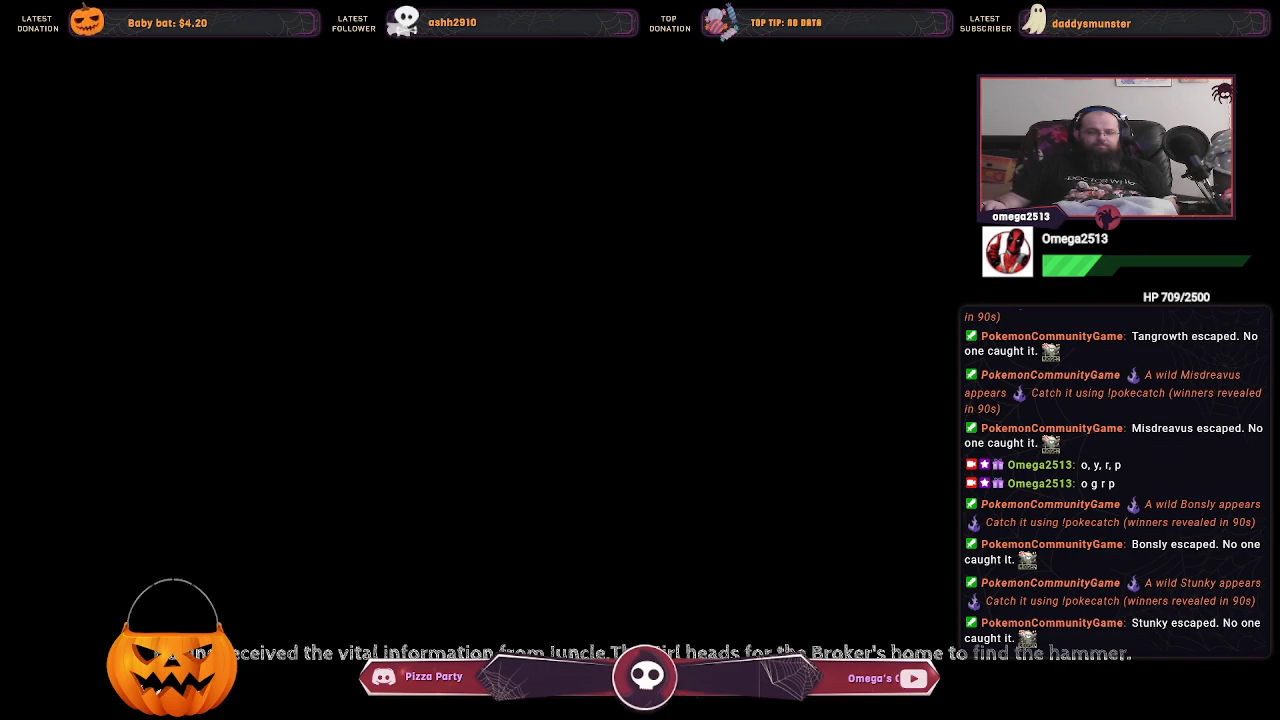 LATEST DONATION
Baby bat: $4.20
LATEST FOLLOWER
ashh2910
TOP DONATION
TOP TIP: NO DATA
LATEST SUBSCRIBER
daddysmunster
omega2513
Omega2513
HP 709/2500
in 90s)
PokemonCommunityGame: Tangrowth escaped. No
one caught it.
PokemonCommunityGame A wild Misdreavus
appears Catch it using !pokecatch (winners revealed
in 90s)
PokemonCommunityGame: Misdreavus escaped. No
one caught it.
Omega2513: o, y, r, p
Omega2513: o g r p
PokemonCommunityGame A wild Bonsly appears
Catch it using !pokecatch (winners revealed in 90s)
PokemonCommunityGame: Bonsly escaped. No one
caught it.
PokemonCommunityGame A wild Stunky appears
Catch it using !pokecatch (winners revealed in 90s)
PokemonCommunityGame: Stunky escaped. No one
caught it.
received the vital information from Juncle The Girl heads for the Broker's home to find the hammer.
Pizza Party
Omega's